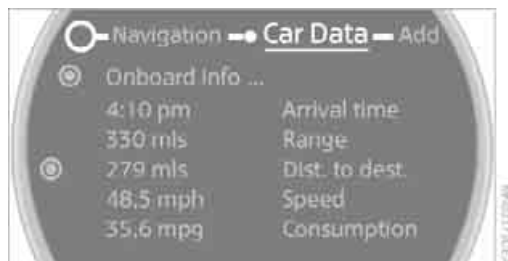 Navigation Car Data Add
Onboard Info ...
4:10 pm Arrival time
330 mls Range
279 mls Dist. to dest.
48.5 mph Speed
35.6 mpg Consumption